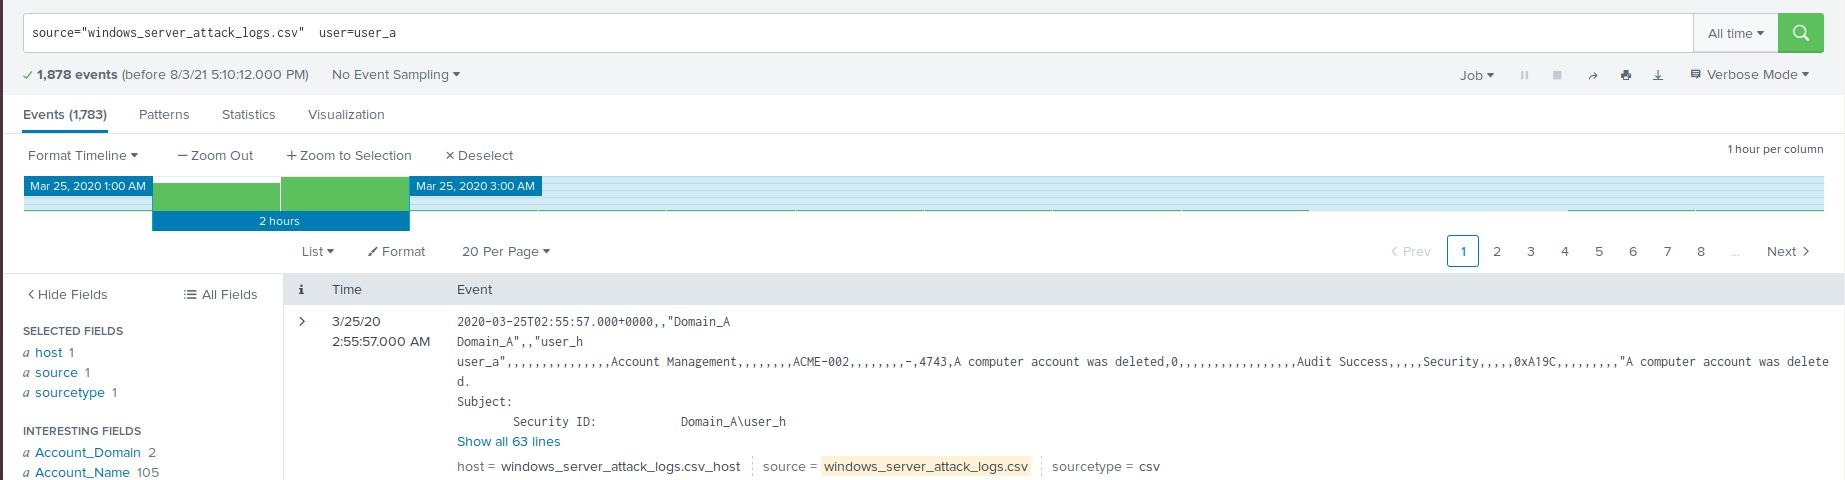 source="windows_server_attack_logs.csv"  user=user_a
All time
1,878 events (before 8/3/21 5:10:12.000 PM)
No Event Sampling
Job
Verbose Mode
Events (1,783)
Patterns
Statistics
Visualization
Format Timeline
— Zoom Out
+ Zoom to Selection
× Deselect
1 hour per column
Mar 25, 2020 1:00 AM
Mar 25, 2020 3:00 AM
2 hours
List
Format
20 Per Page
< Prev
1
2
3
4
5
6
7
8
...
Next >
< Hide Fields
All Fields
i
Time
Event
SELECTED FIELDS
a host 1
a source 1
a sourcetype 1
INTERESTING FIELDS
a Account_Domain 2
a Account_Name 105
>
3/25/20
2:55:57.000 AM
2020-03-25T02:55:57.000+0000,,"Domain_A
Domain_A",,"user_h
user_a",,,,,,,,,,,,,,,Account Management,,,,,,,,ACME-002,,,,,,,,-,4743,A computer account was deleted,0,,,,,,,,,,,,,,,,,Audit Success,,,,,Security,,,,,0xA19C,,,,,,,,,"A computer account was delete
d.
Subject:
Security ID: Domain_A\user_h
Show all 63 lines
host = windows_server_attack_logs.csv_host
source = windows_server_attack_logs.csv
sourcetype = csv